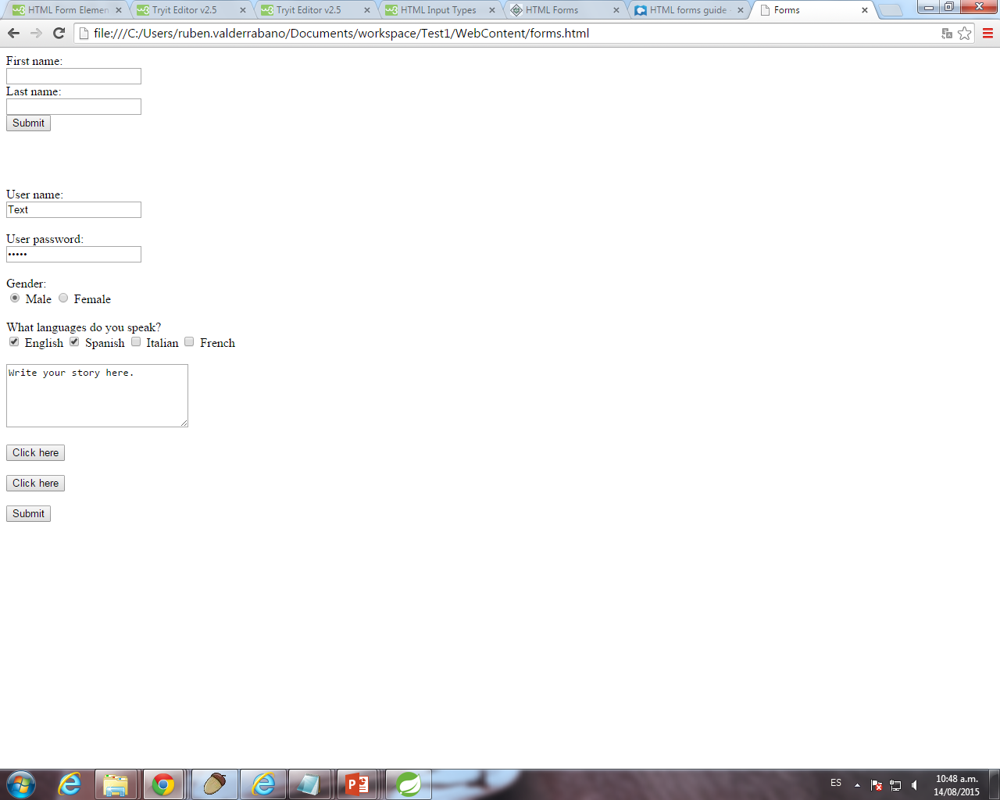 HTML Form Elemen
Tryit Editor v2.5
Tryit Editor v2.5
HTML Input Types
HTML Forms
HTML forms guide
Forms
file:///C:/Users/ruben.valderrabano/Documents/workspace/Test1/WebContent/forms.html
First name:
Last name:
Submit
User name:
Text
User password:
•••••
Gender:
Male Female
What languages do you speak?
English Spanish Italian French
Write your story here.
Click here
Click here
Submit
ES
10:48 a.m.
14/08/2015